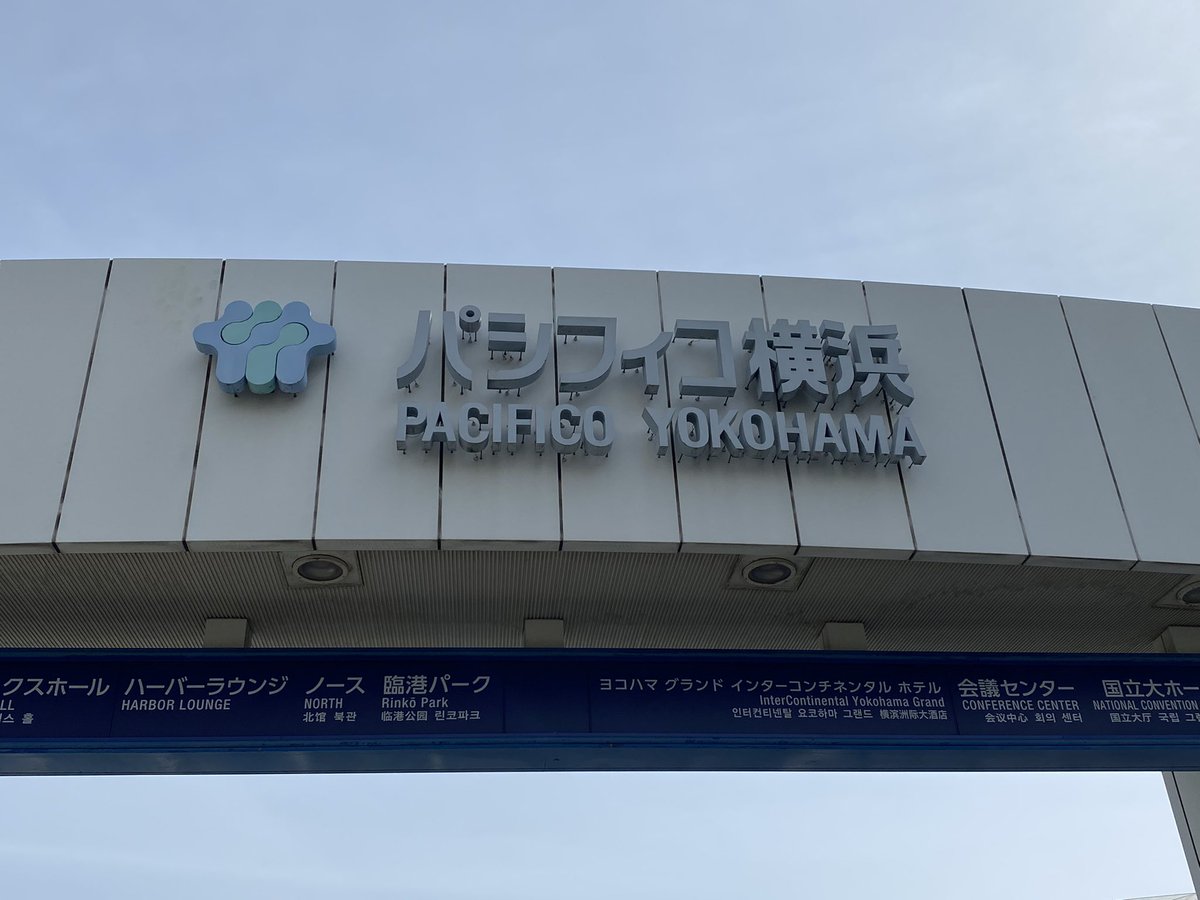 パシフィコ横浜
PACIFICO YOKOHAMA
クスホール
LL
스 홀
ハーバーラウンジ
HARBOR LOUNGE
ノース
NORTH
北馆 북관
臨港パーク
Rinkō Park
临港公园 린코파크
ヨコハマ グランド インターコンチネンタル ホテル
InterContinental Yokohama Grand
인터컨티넨탈 요코하마 그랜드 横滨洲际大酒店
会議センター
CONFERENCE CENTER
会议中心 회의 센터
国立大ホー
NATIONAL CONVENTION
国立大厅 국립 그